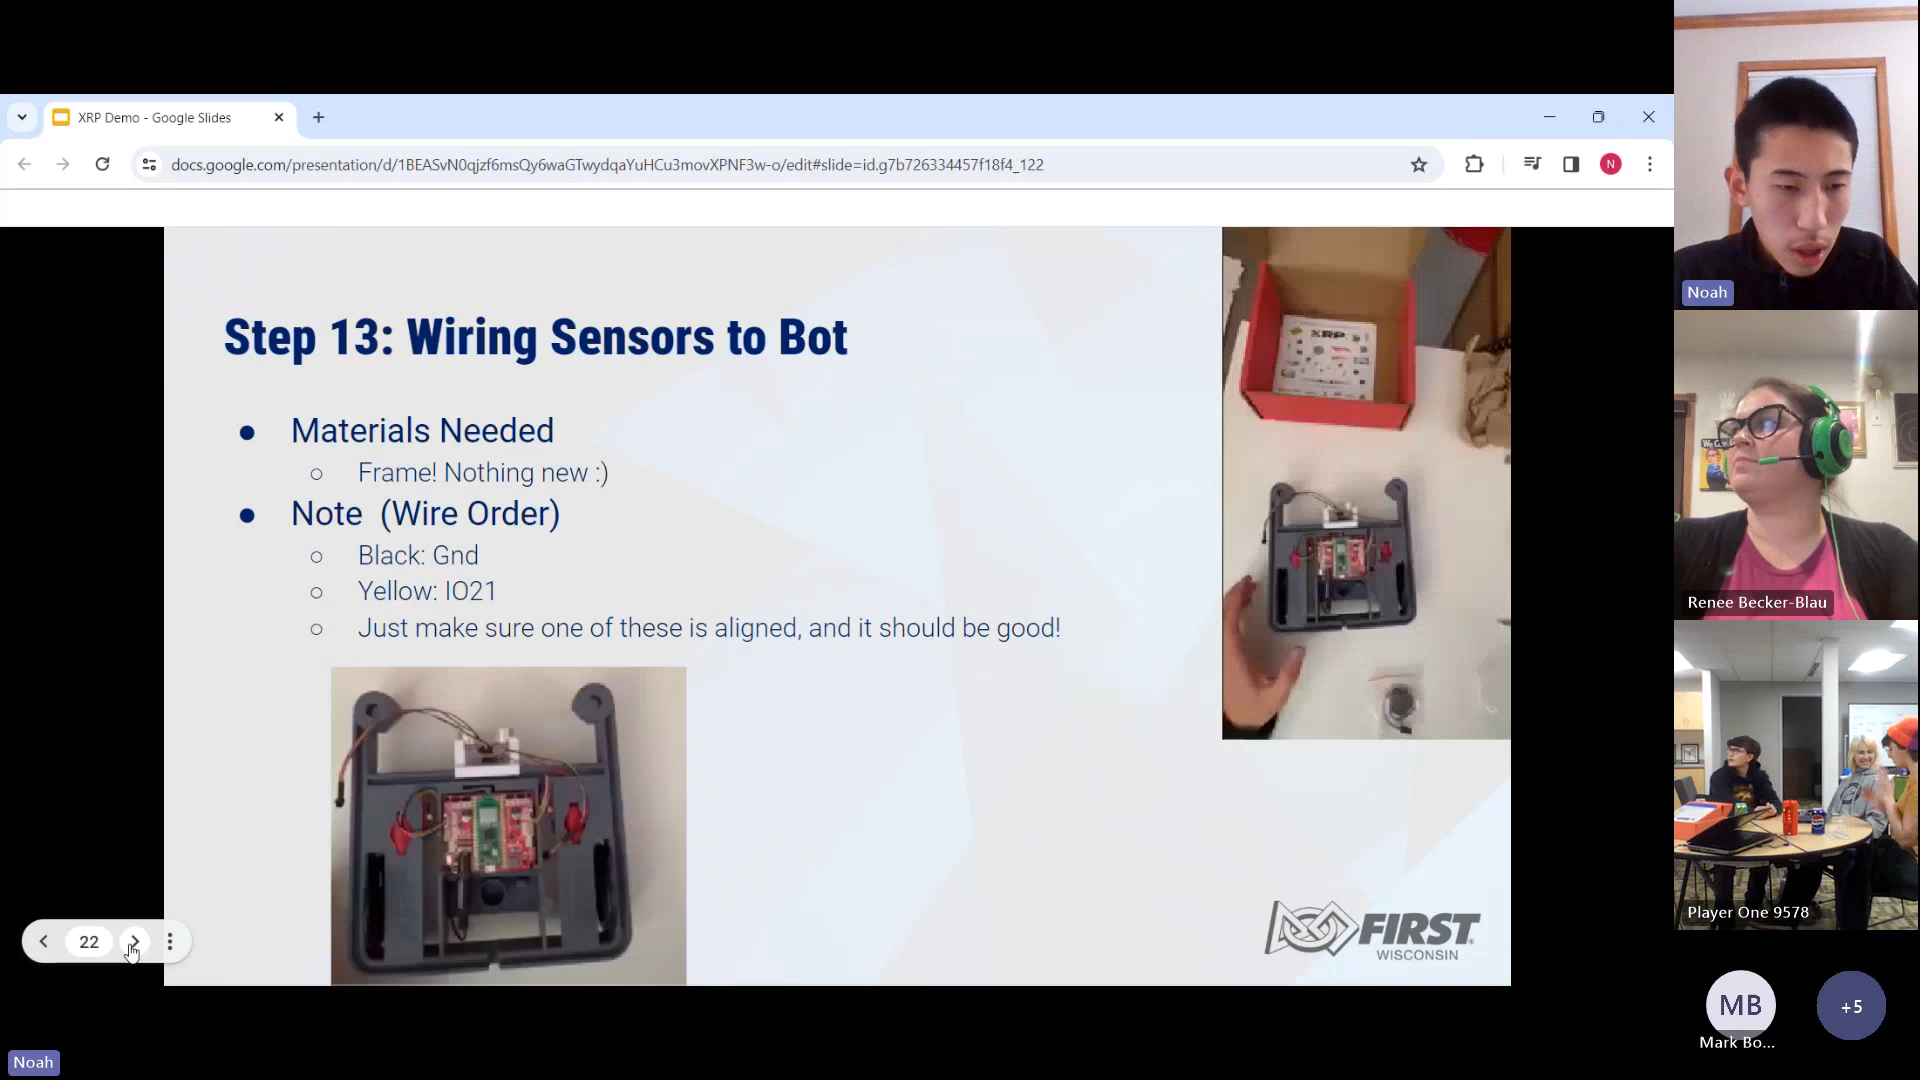 XRP Demo - Google Slides
docs.google.com/presentation/d/1BEASvN0qjzf6msQy6waGTwydqaYuHCu3movXPNF3w-o/edit#slide=id.g7b726334457f18f4_122
N
Step 13: Wiring Sensors to Bot
● Materials Needed
○ Frame! Nothing new :)
● Note (Wire Order)
○ Black: Gnd
○ Yellow: IO21
○ Just make sure one of these is aligned, and it should be good!
XRP
FIRST
WISCONSIN
22
Noah
Noah
Renee Becker-Blau
Player One 9578
MB
Mark Bo...
+5